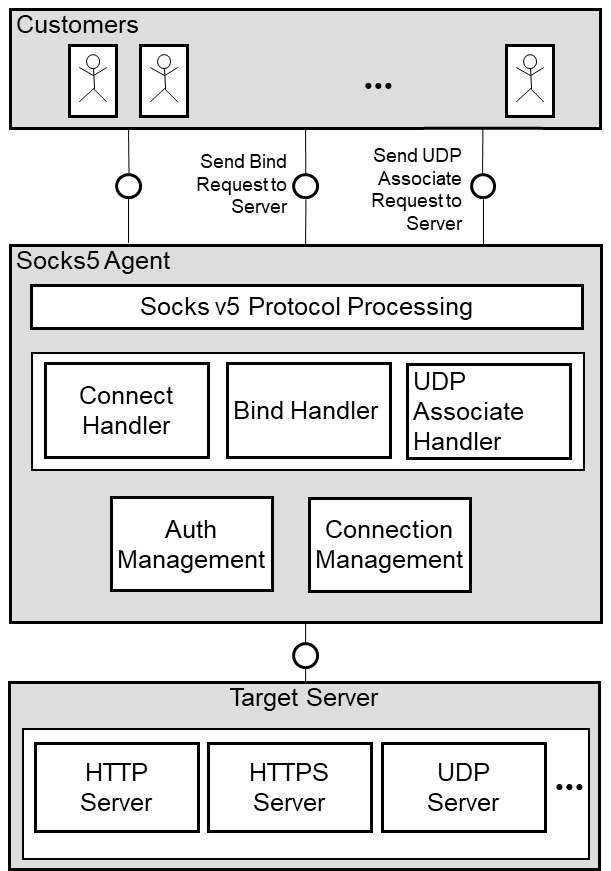 Customers
...
Send Bind
Request to
Server
Send UDP
Associate
Request to
Server
Socks5 Agent
Socks v5 Protocol Processing
Connect
Handler
Bind Handler
UDP
Associate
Handler
Auth
Management
Connection
Management
Target Server
HTTP
Server
HTTPS
Server
UDP
Server
...